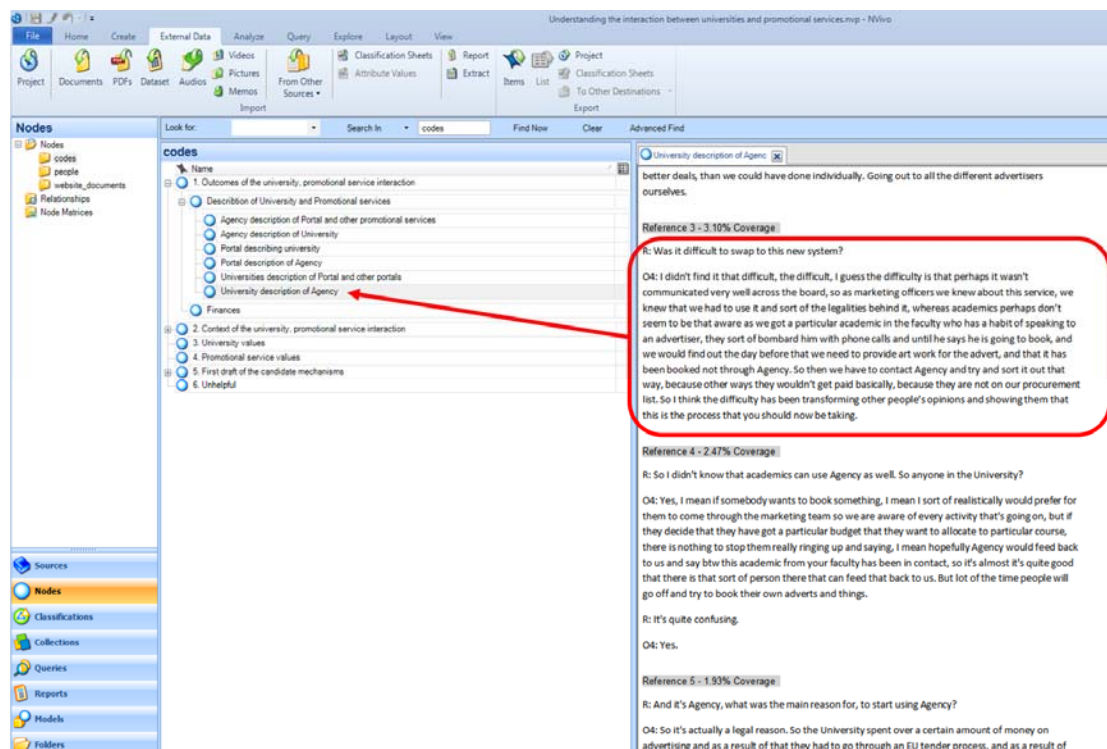 Understanding the interaction between universities and promotional services.nvp - NVivo
File Home Create External Data Analyze Query Explore Layout View
Project Documents PDFs Dataset Audios
Videos
Pictures
Memos
From Other Sources
Classification Sheets
Attribute Values
Report
Extract
Import
Items List
Project
Classification Sheets
To Other Destinations
Export
Nodes
Nodes
codes
people
website_documents
Relationships
Node Matrices
Look for: Search In codes Find Now Clear Advanced Find
codes
Name
1. Outcomes of the university, promotional service interaction
Describtion of University and Promotional services
Agency description of Portal and other promotional services
Agency description of University
Portal describing university
Portal description of Agency
Universities description of Portal and other portals
University description of Agency
Finances
2. Context of the university, promotional service interaction
3. University values
4. Promotional service values
5. First draft of the candidate mechanisms
6. Unhelpful
University description of Agenc
better deals, than we could have done individually. Going out to all the different advertisers
ourselves.
Reference 3 - 3.10% Coverage
R: Was it difficult to swap to this new system?
O4: I didn't find it that difficult, the difficult, I guess the difficulty is that perhaps it wasn't
communicated very well across the board, so as marketing officers we knew about this service, we
knew that we had to use it and sort of the legalities behind it, whereas academics perhaps don't
seem to be that aware as we got a particular academic in the faculty who has a habit of speaking to
an advertiser, they sort of bombard him with phone calls and until he says he is going to book, and
we would find out the day before that we need to provide art work for the advert, and that it has
been booked not through Agency. So then we have to contact Agency and try and sort it out that
way, because other ways they wouldn't get paid basically, because they are not on our procurement
list. So I think the difficulty has been transforming other people's opinions and showing them that
this is the process that you should now be taking.
Reference 4 - 2.47% Coverage
R: So I didn't know that academics can use Agency as well. So anyone in the University?
O4: Yes, I mean if somebody wants to book something, I mean I sort of realistically would prefer for
them to come through the marketing team so we are aware of every activity that's going on, but if
they decide that they have got a particular budget that they want to allocate to particular course,
there is nothing to stop them really ringing up and saying, I mean hopefully Agency would feed back
to us and say btw this academic from your faculty has been in contact, so it's almost it's quite good
that there is that sort of person there that can feed that back to us. But lot of the time people will
go off and try to book their own adverts and things.
R: It's quite confusing.
O4: Yes.
Reference 5 - 1.93% Coverage
R: And it's Agency, what was the main reason for, to start using Agency?
O4: So it's actually a legal reason. So the University spent over a certain amount of money on
advertising and as a result of that they had to go through an EU tender process, and as a result of
Sources
Nodes
Classifications
Collections
Queries
Reports
Models
Folders